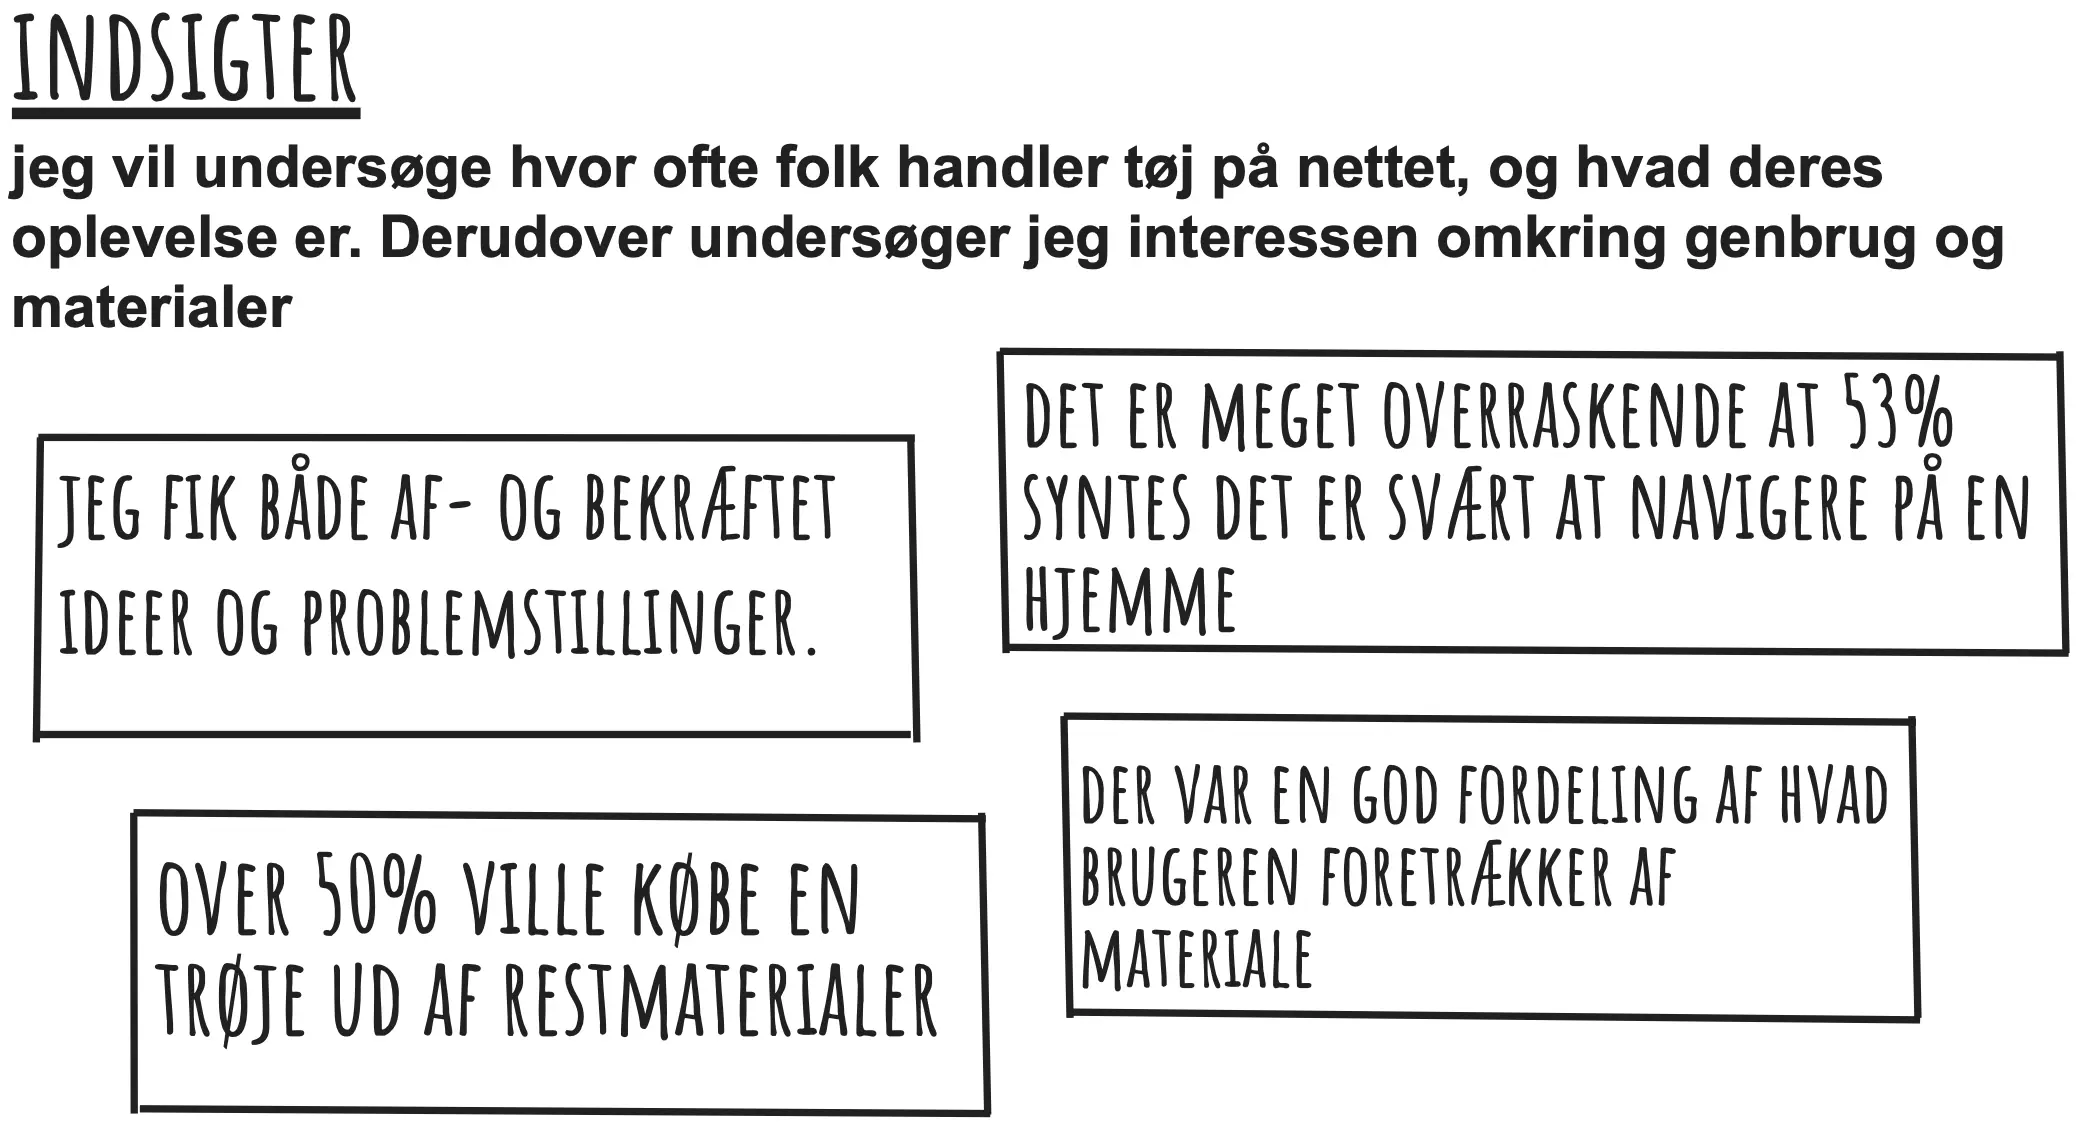 INDSIGTER
jeg vil undersøge hvor ofte folk handler tøj på nettet, og hvad deres
oplevelse er. Derudover undersøger jeg interessen omkring genbrug og
materialer
DET ER MEGET OVERRASKENDE AT 53%
SYNTES DET ER SVÆRT AT NAVIGERE PÅ EN
HJEMME
JEG FIK BÅDE AF- OG BEKRÆFTET
IDEER OG PROBLEMSTILLINGER.
DER VAR EN GOD FORDELING AF HVAD
BRUGEREN FORETRÆKKER AF
MATERIALE
OVER 50% VILLE KØBE EN
TRØJE UD AF RESTMATERIALER